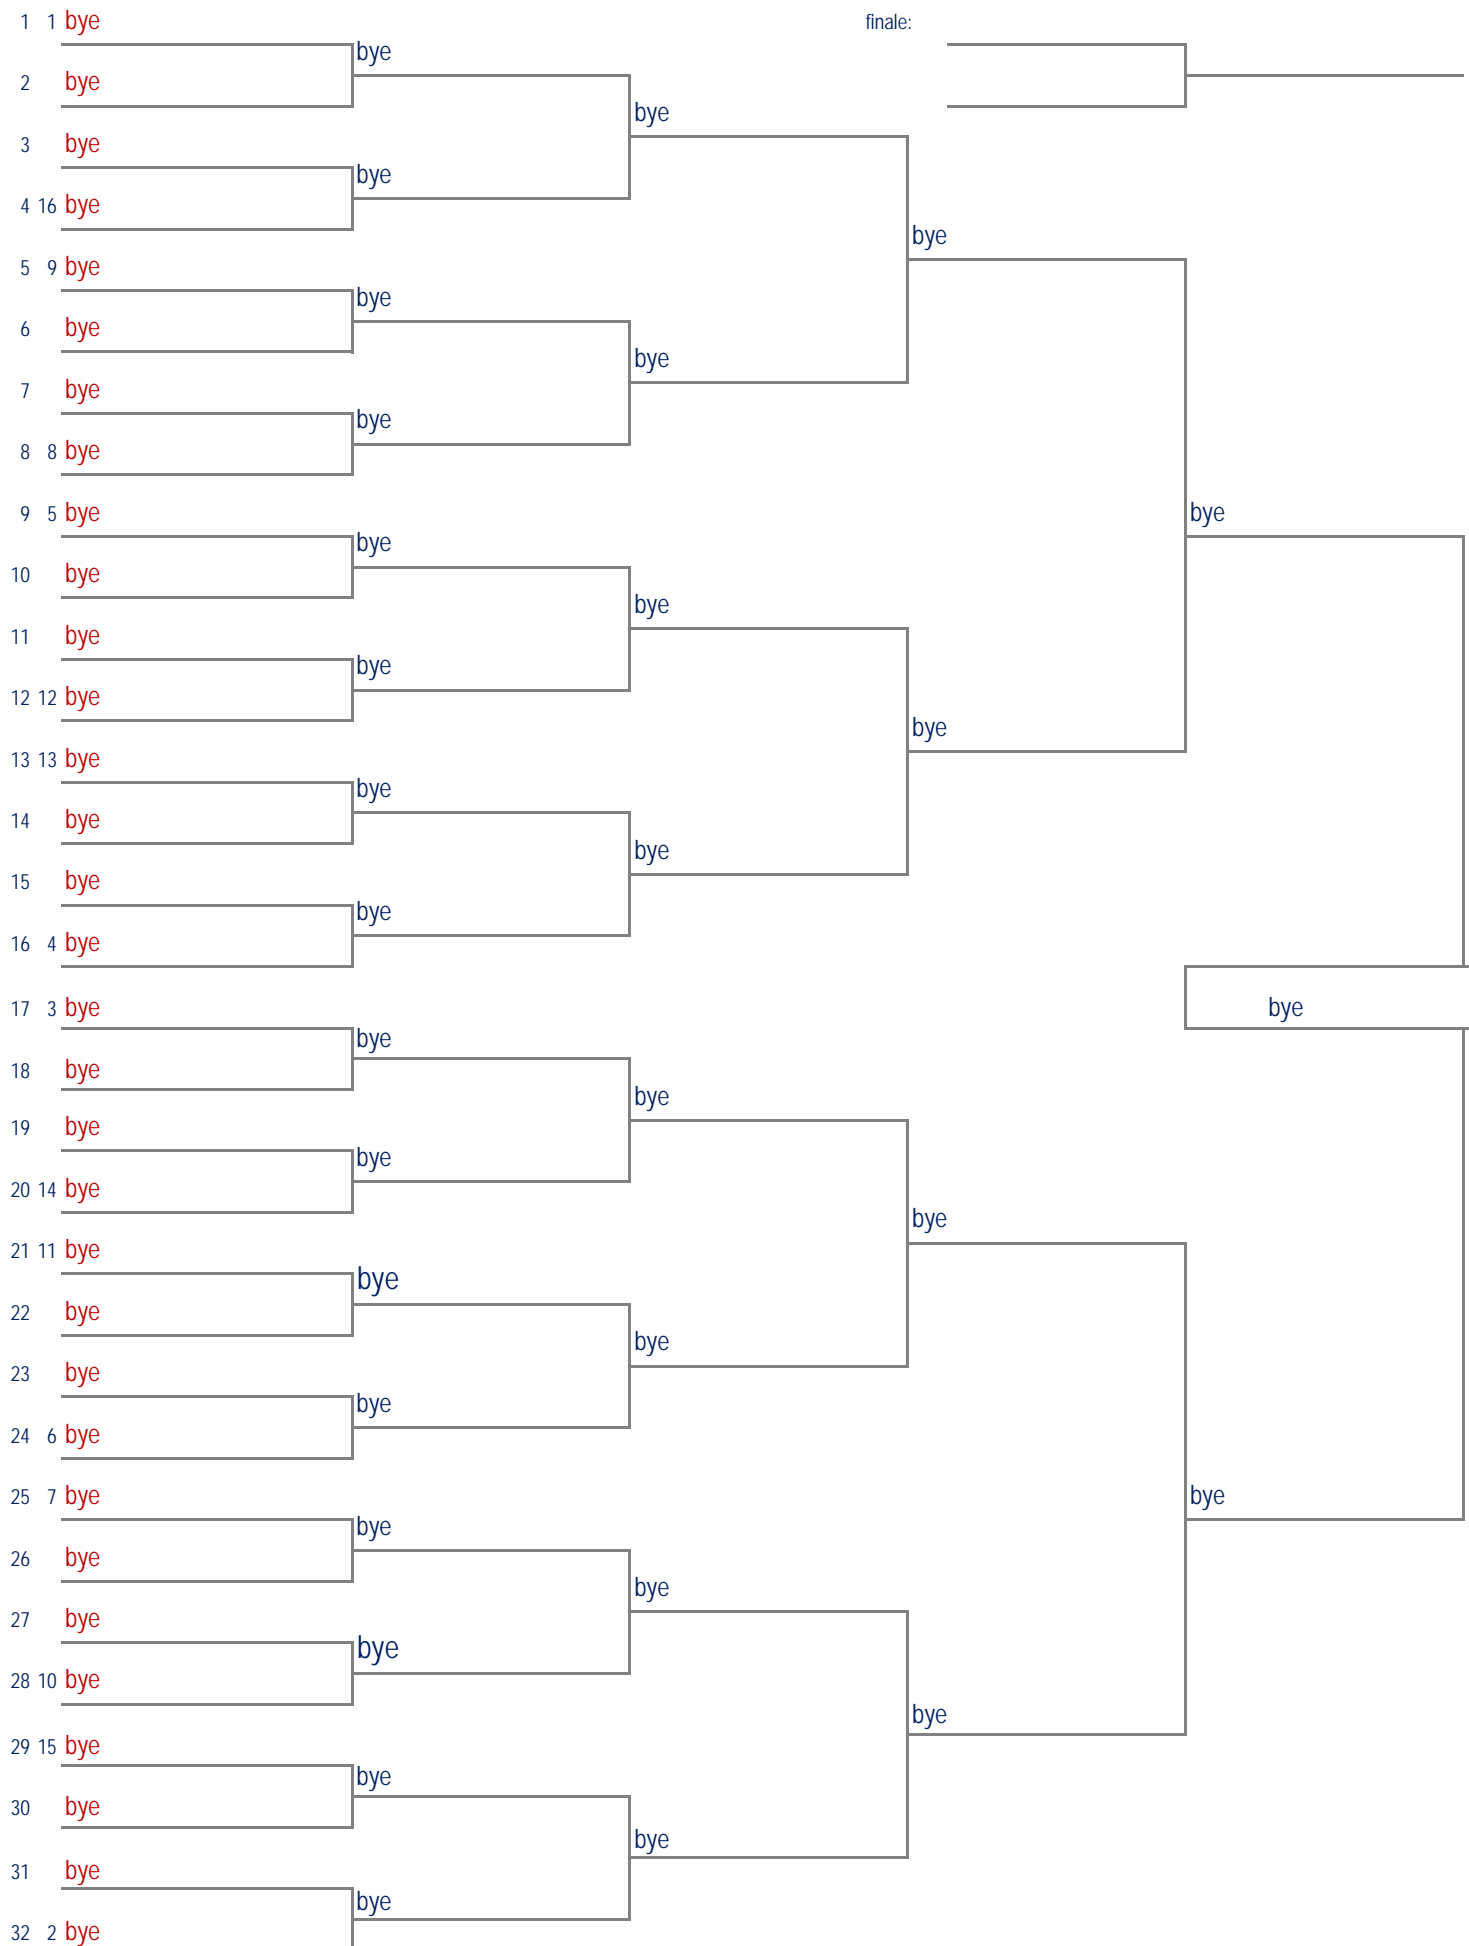 1 1 bye finale:
bye
2 bye
bye
3 bye
bye
4 16 bye
bye
5 9 bye
bye
6 bye
bye
7 bye
bye
8 8 bye
9 5 bye bye
bye
10 bye
bye
11 bye
bye
12 12 bye
bye
13 13 bye
bye
14 bye
bye
15 bye
bye
16 4 bye
17 3 bye bye
bye
18 bye
bye
19 bye
bye
20 14 bye
bye
21 11 bye
bye
22 bye
bye
23 bye
bye
24 6 bye
25 7 bye bye
bye
26 bye
bye
27 bye
bye
28 10 bye
bye
29 15 bye
bye
30 bye
bye
31 bye
bye
32 2 bye